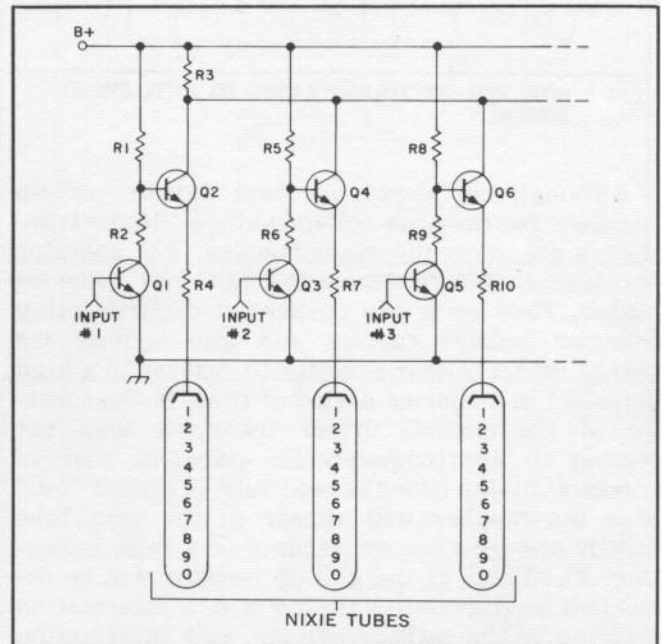 B+
R3
R1
R5
R8
Q2
Q4
Q6
R2
R6
R9
Q1
R4
Q3
R7
Q5
R10
INPUT #1
INPUT #2
INPUT #3
1 1 1
2 2 2
3 3 3
4 4 4
5 5 5
6 6 6
7 7 7
8 8 8
9 9 9
0 0 0
NIXIE TUBES